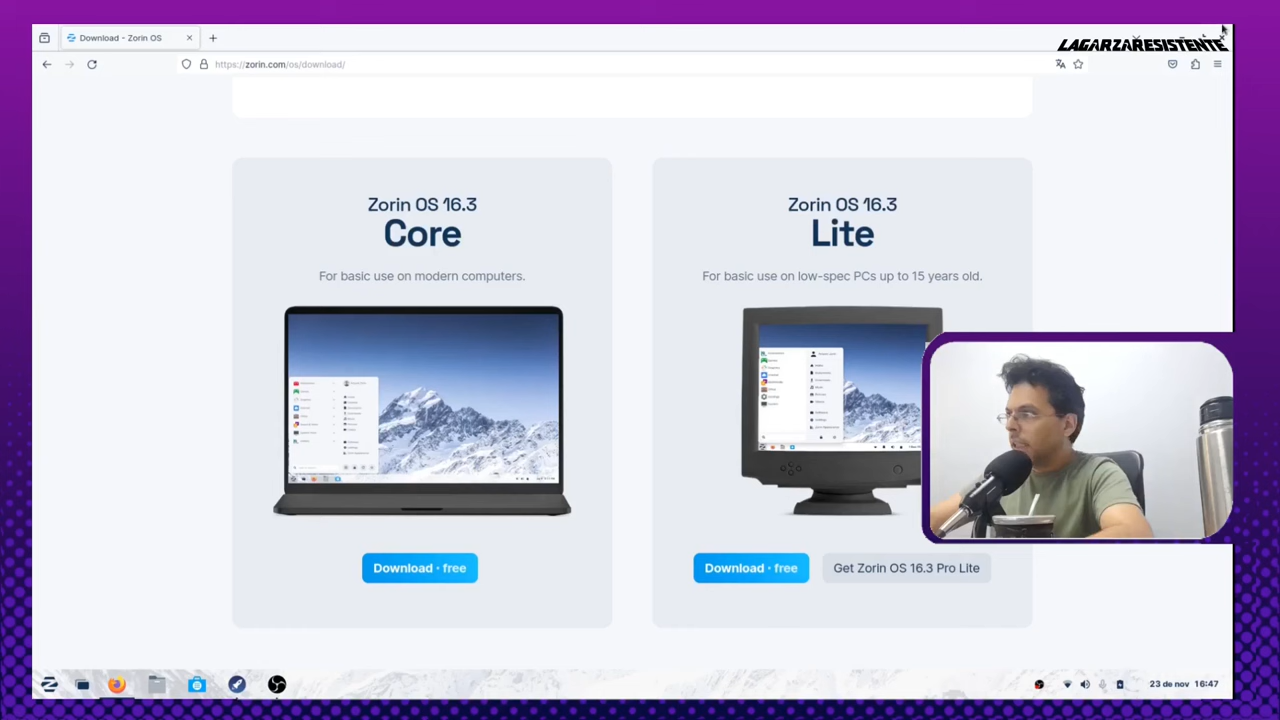 Download - Zorin OS
LAGARZARESISTENTE
https://zorin.com/os/download/
Zorin OS 16.3
Core
For basic use on modern computers.
Download · free
Zorin OS 16.3
Lite
For basic use on low-spec PCs up to 15 years old.
Download · free
Get Zorin OS 16.3 Pro Lite
23 de nov 16:47